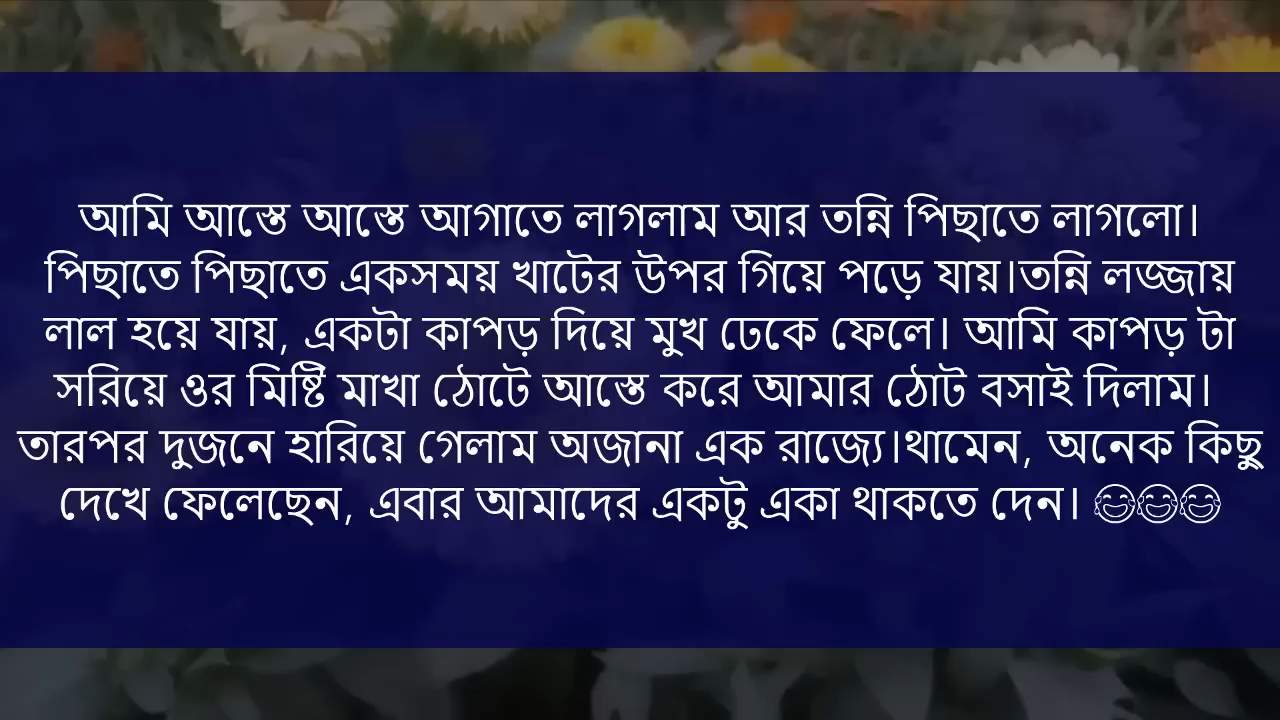 আমি আস্তে আস্তে আগাতে লাগলাম আর তন্নি পিছাতে লাগলো।
পিছাতে পিছাতে একসময় খাটের উপর গিয়ে পড়ে যায়।তন্নি লজ্জায়
লাল হয়ে যায়, একটা কাপড় দিয়ে মুখ ঢেকে ফেলে। আমি কাপড় টা
সরিয়ে ওর মিষ্টি মাখা ঠোটে আস্তে করে আমার ঠোট বসাই দিলাম।
তারপর দুজনে হারিয়ে গেলাম অজানা এক রাজ্যে।থামেন, অনেক কিছু
দেখে ফেলেছেন, এবার আমাদের একটু একা থাকতে দেন। 😂😂😂